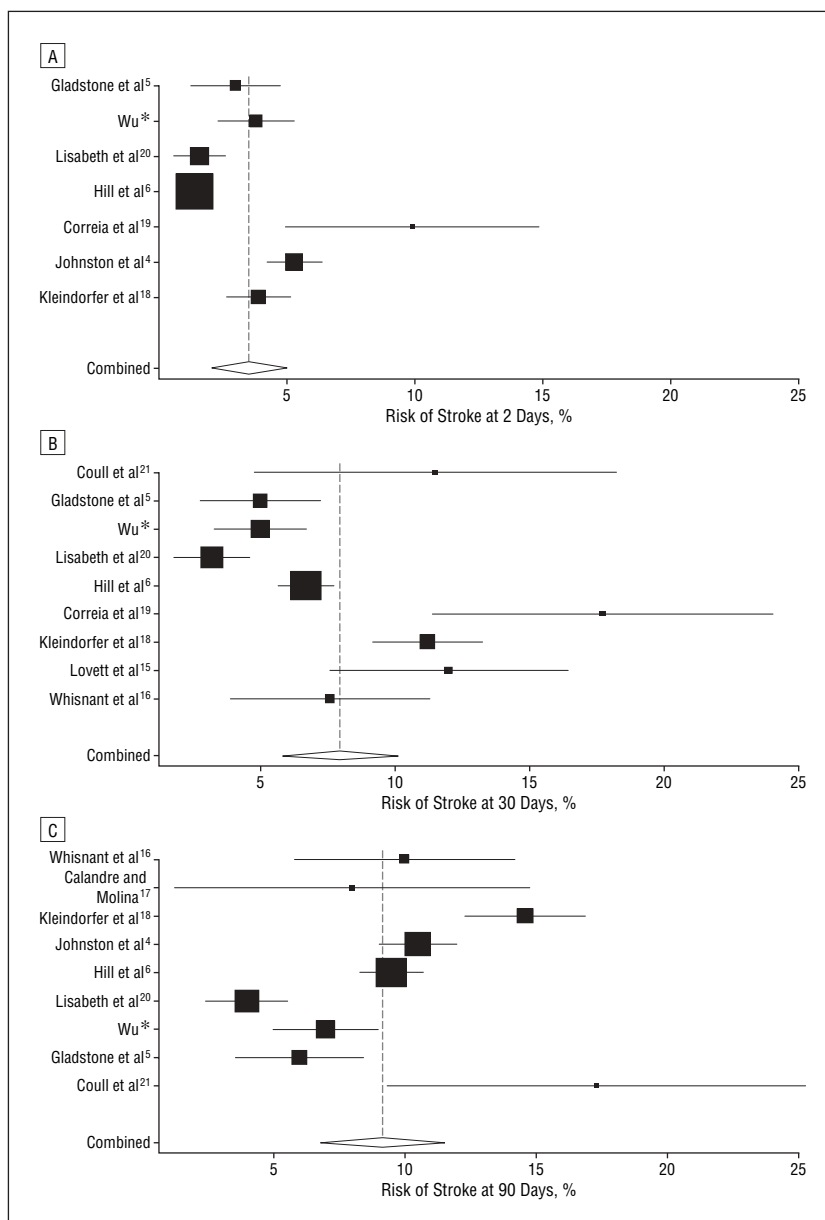 A
Gladstone et al⁵
Wu*
Lisabeth et al²⁰
Hill et al⁶
Correia et al¹⁹
Johnston et al⁴
Kleindorfer et al¹⁸
Combined
5 10 15 20 25
Risk of Stroke at 2 Days, %
B
Coull et al²¹
Gladstone et al⁵
Wu*
Lisabeth et al²⁰
Hill et al⁶
Correia et al¹⁹
Kleindorfer et al¹⁸
Lovett et al¹⁵
Whisnant et al¹⁶
Combined
5 10 15 20 25
Risk of Stroke at 30 Days, %
C
Whisnant et al¹⁶
Calandre and
Molina¹⁷
Kleindorfer et al¹⁸
Johnston et al⁴
Hill et al⁶
Lisabeth et al²⁰
Wu*
Gladstone et al⁵
Coull et al²¹
Combined
5 10 15 20 25
Risk of Stroke at 90 Days, %